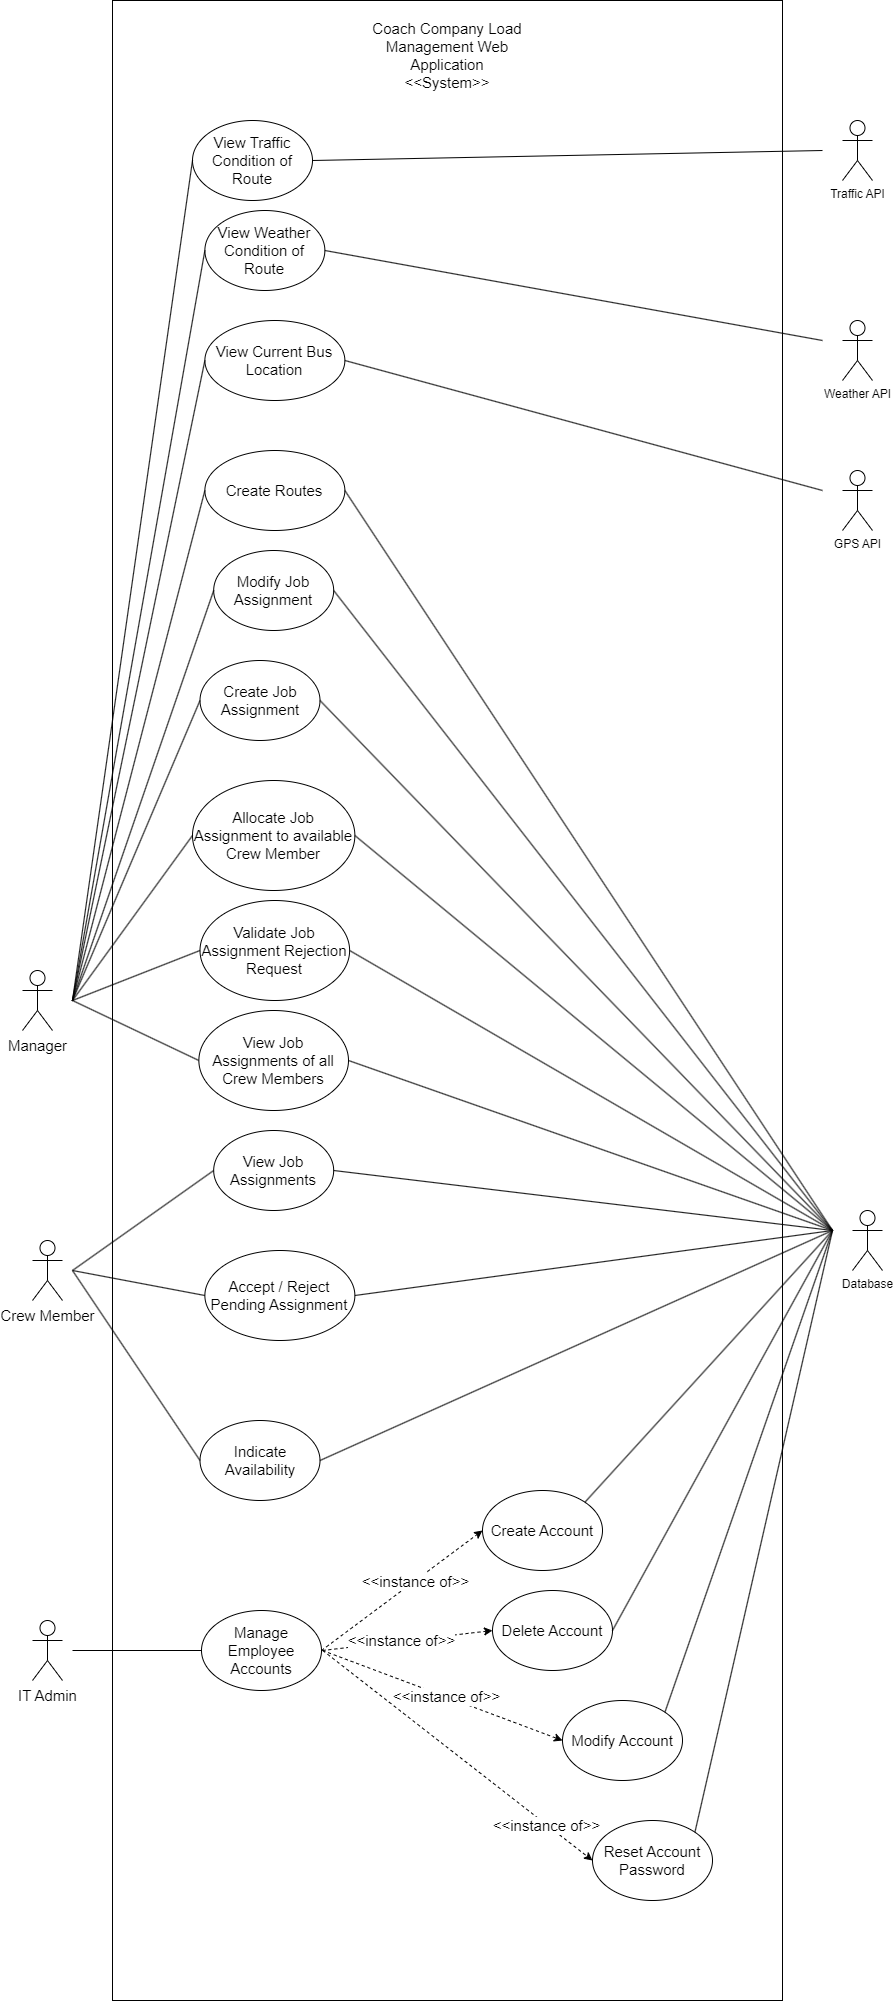 Coach Company Load
Management Web
Application
<<System>>
View Traffic
Condition of
Route
Traffic API
View Weather
Condition of
Route
View Current Bus
Location
Weather API
Create Routes
GPS API
Modify Job
Assignment
Create Job
Assignment
Allocate Job
Assignment to available
Crew Member
Validate Job
Assignment Rejection
Request
Manager
View Job
Assignments of all
Crew Members
View Job
Assignments
Crew Member
Accept / Reject
Pending Assignment
Database
Indicate
Availability
Create Account
<<instance of>>
Delete Account
<<instance of>>
Manage
Employee
Accounts
IT Admin
<<instance of>>
Modify Account
<<instance of>>
Reset Account
Password